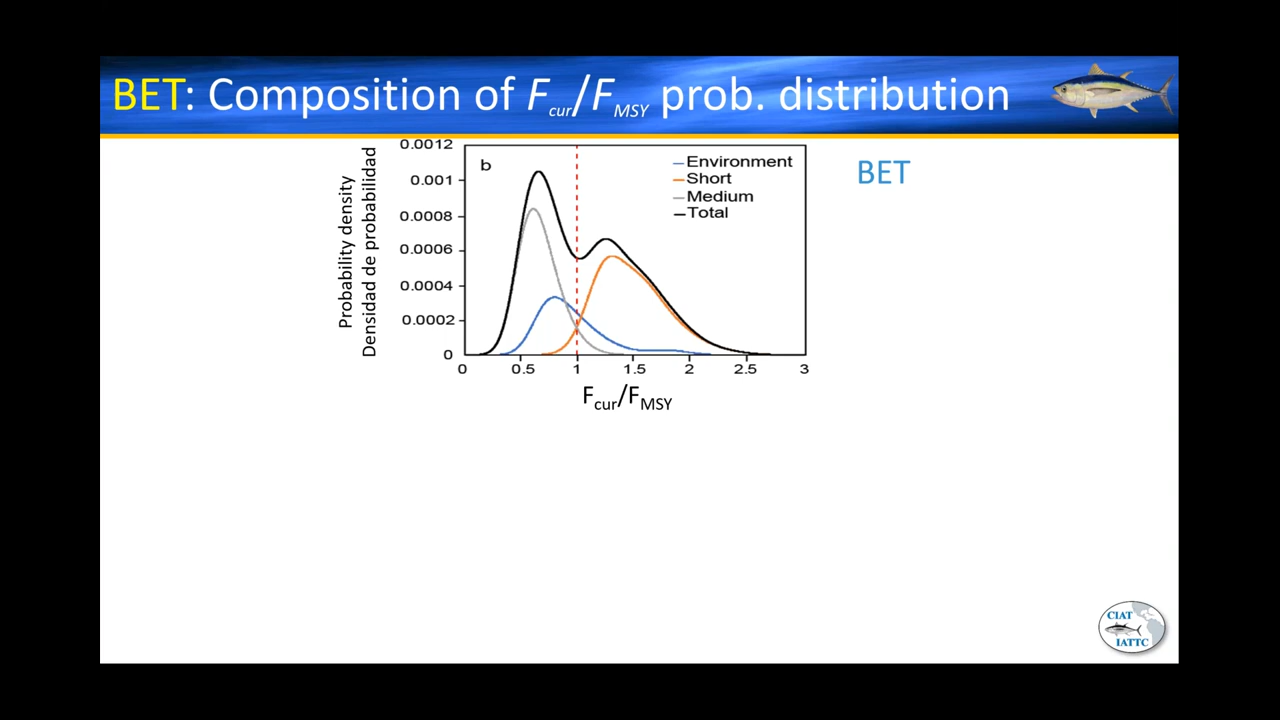 BET: Composition of Fcur/FMSY prob. distribution
BET
Probability density
Densidad de probabilidad
b
Environment
Short
Medium
Total
0.0012
0.001
0.0008
0.0006
0.0004
0.0002
0
0 0.5 1 1.5 2 2.5 3
Fcur/FMSY
CIAT
IATTC